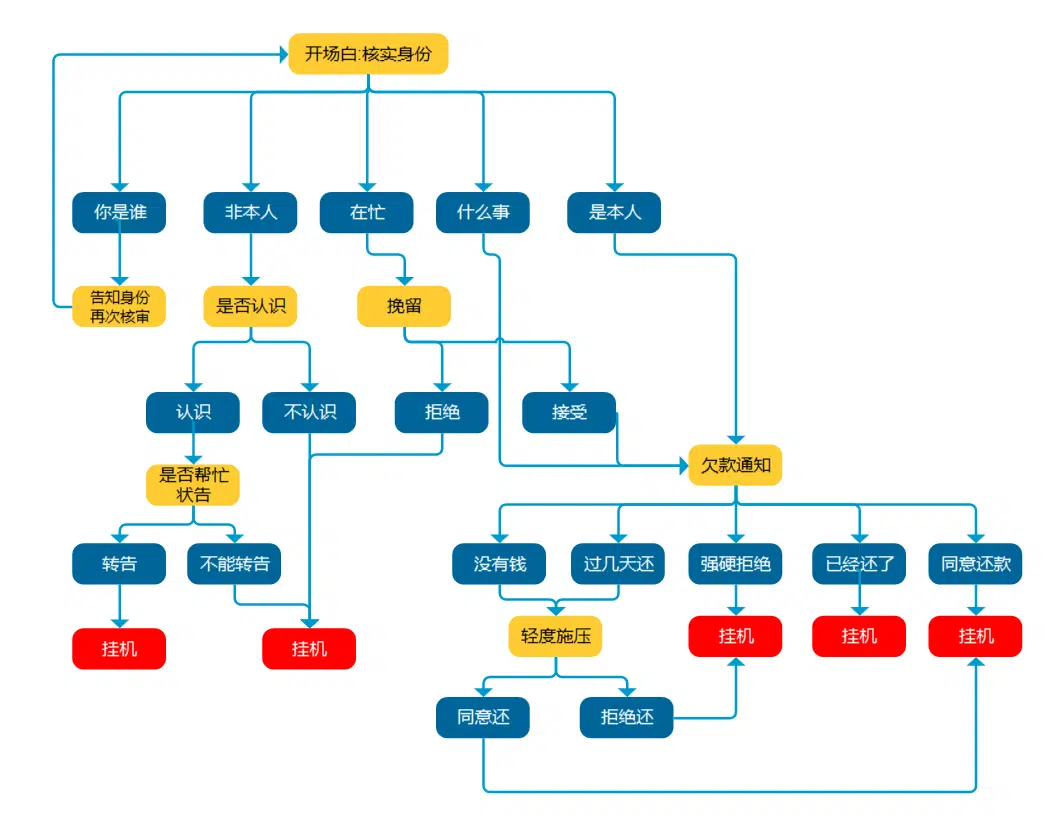 开场白:核实身份
你是谁
非本人
在忙
什么事
是本人
告知身份
再次核审
是否认识
挽留
认识
不认识
拒绝
接受
欠款通知
是否帮忙
状告
转告
不能转告
没有钱
过几天还
强硬拒绝
已经还了
同意还款
挂机
挂机
轻度施压
挂机
挂机
挂机
同意还
拒绝还